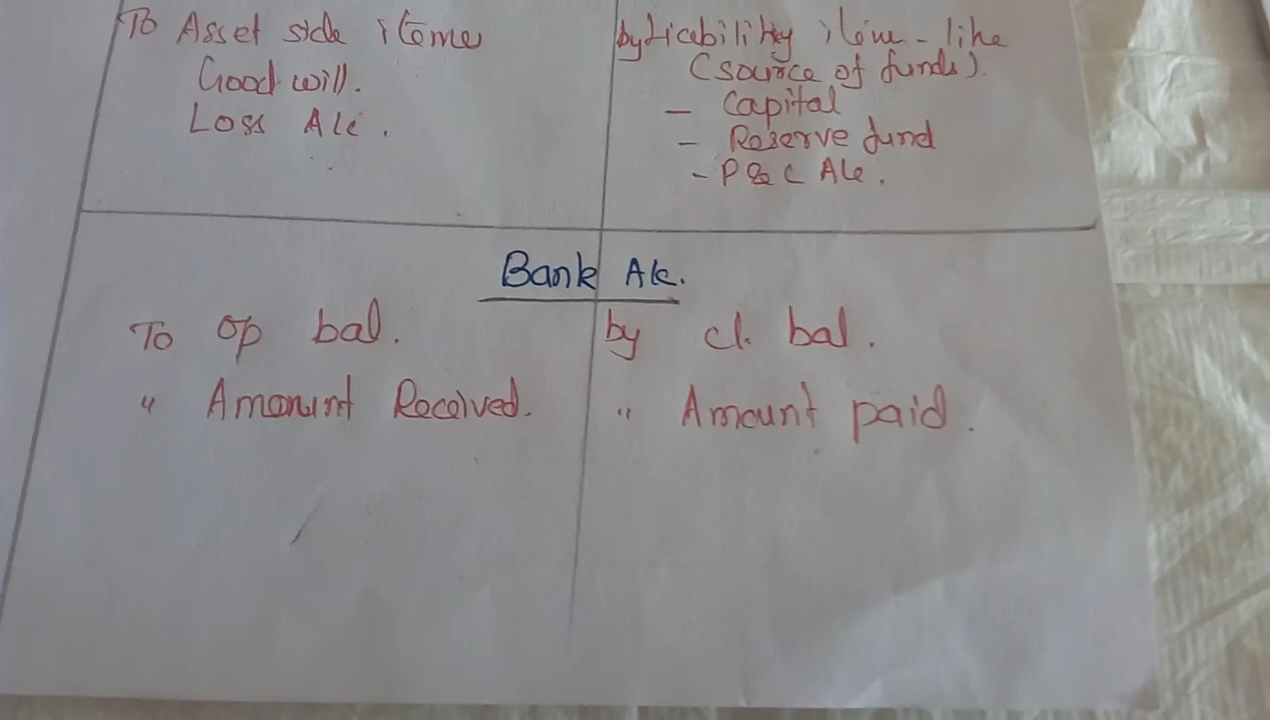 To Asset side items
Good will.
Loss A/c.
by Liability item - like
(source of funds).
- Capital
- Reserve fund
- P & L A/c.
Bank A/c.
To op bal.
" Amount Received.
by cl. bal.
" Amount paid.